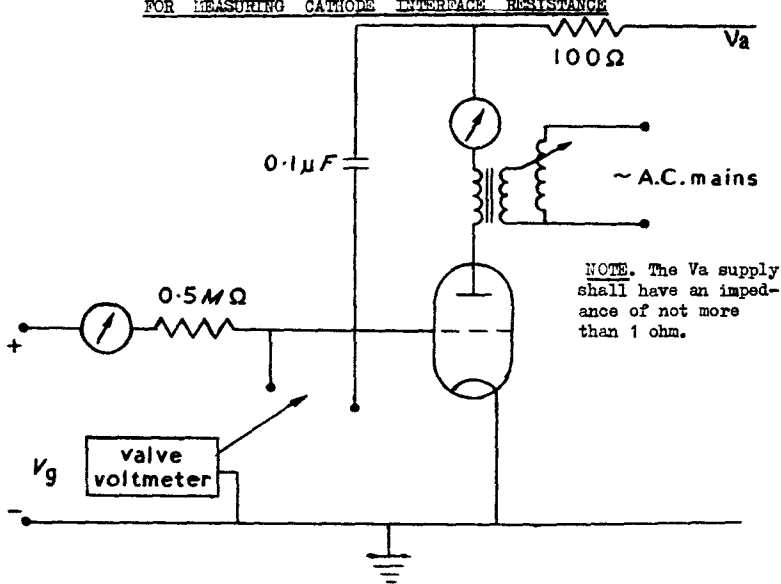 FOR MEASURING CATHODE INTERFACE RESISTANCE
Va
100Ω
0·1μF
~ A.C. mains
NOTE. The Va supply
shall have an imped-
ance of not more
than 1 ohm.
0·5MΩ
+
Vg
valve
voltmeter
-